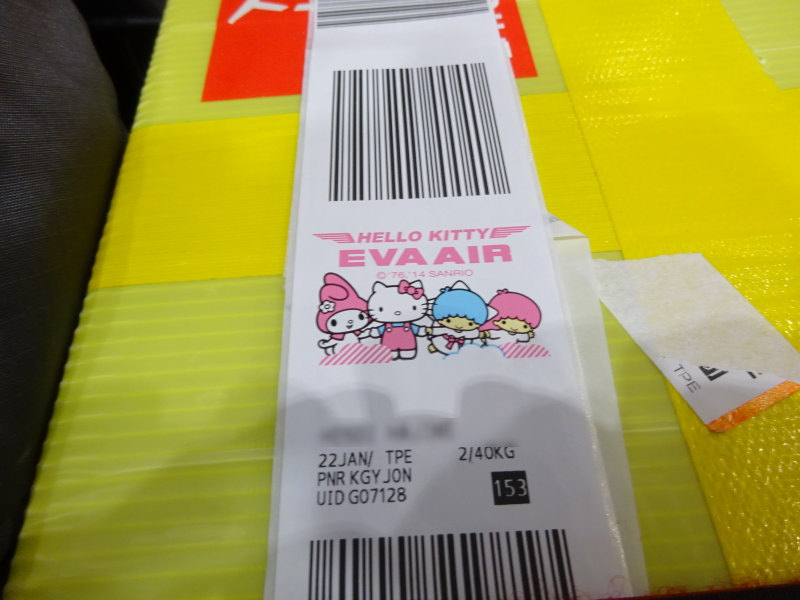 HELLO KITTY
EVA AIR
©'76,'14 SANRIO
22JAN/ TPE 2/40KG
PNR KGYJON
UID G07128
153
TPE